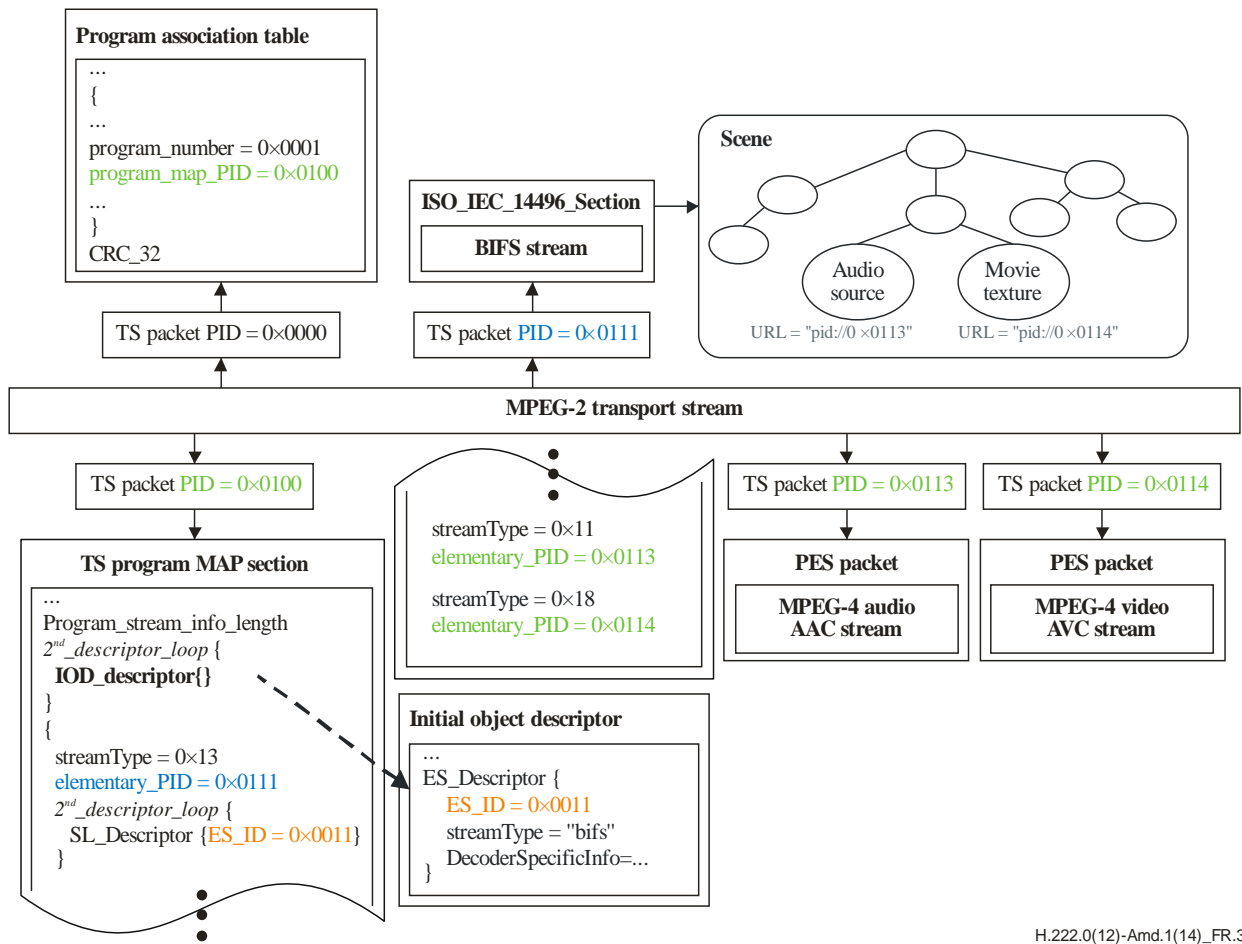 Program association table
...
{
...
program_number = 0×0001
program_map_PID = 0×0100
...
}
CRC_32
TS packet PID = 0×0000
ISO_IEC_14496_Section
BIFS stream
TS packet PID = 0×0111
Scene
Audio
source
Movie
texture
URL = "pid://0 ×0113"
URL = "pid://0 ×0114"
MPEG-2 transport stream
TS packet PID = 0×0100
TS program MAP section
...
Program_stream_info_length
2nd_descriptor_loop {
IOD_descriptor{}
}
{
streamType = 0×13
elementary_PID = 0×0111
2nd_descriptor_loop {
SL_Descriptor {ES_ID = 0×0011}
}
streamType = 0×11
elementary_PID = 0×0113
streamType = 0×18
elementary_PID = 0×0114
Initial object descriptor
...
ES_Descriptor {
ES_ID = 0×0011
streamType = "bifs"
DecoderSpecificInfo=...
}
TS packet PID = 0×0113
PES packet
MPEG-4 audio
AAC stream
TS packet PID = 0×0114
PES packet
MPEG-4 video
AVC stream
H.222.0(12)-Amd.1(14)_FR.3